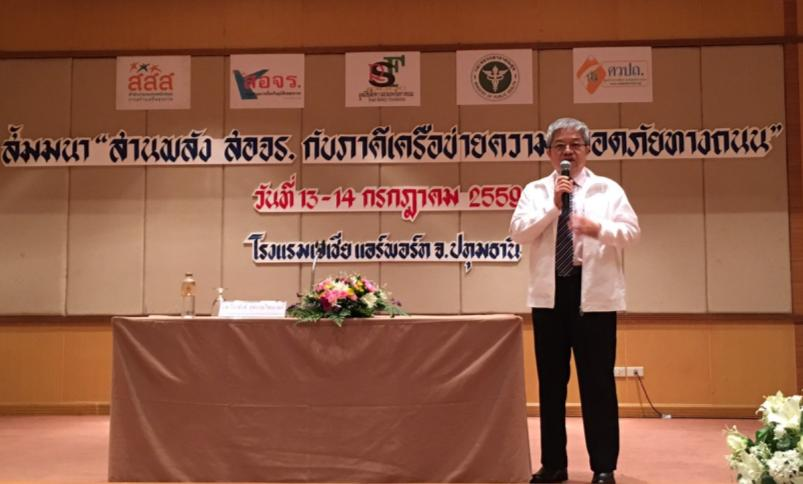 สสส
สอจร.
ศวปถ.
สัมมนา "สานพลัง สอจร. กับภาคีเครือข่ายความ อดภัยทางถนน"
วันที่ 13-14 กรกฎาคม 2559
โรงแรมเอเชีย แอร์พอร์ท จ.ปทุมธานี